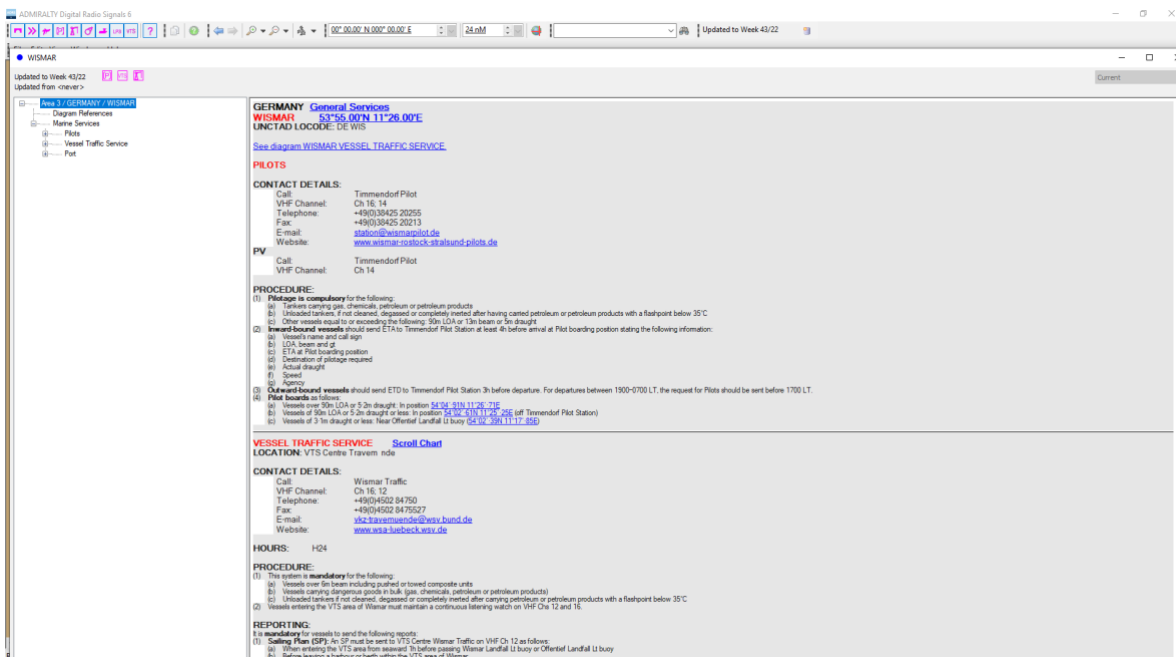 ADMIRALTY Digital Radio Signals 6
00° 00.00' N 000° 00.00' E
24 nM
Updated to Week 43/22
WISMAR
Updated to Week 43/22
Updated from <never>
Current
Area 3 / GERMANY / WISMAR
Diagram References
Marine Services
Pilots
Vessel Traffic Service
Port
GERMANY General Services
WISMAR 53°55.00'N 11°26.00'E
UNCTAD LOCODE: DE WIS
See diagram WISMAR VESSEL TRAFFIC SERVICE.
PILOTS
CONTACT DETAILS:
Call: Timmendorf Pilot
VHF Channel: Ch 16; 14
Telephone: +49(0)38425 20255
Fax: +49(0)38425 20213
E-mail: station@wismarpilot.de
Website: www.wismar-rostock-stralsund-pilots.de
PV
Call: Timmendorf Pilot
VHF Channel: Ch 14
PROCEDURE:
(1) Pilotage is compulsory for the following:
(a) Tankers carrying gas, chemicals, petroleum or petroleum products
(b) Unloaded tankers, if not cleaned, degassed or completely inerted after having carried petroleum or petroleum products with a flashpoint below 35°C
(c) Other vessels equal to or exceeding the following: 90m LOA or 13m beam or 5m draught
(2) Inward-bound vessels should send ETA to Timmendorf Pilot Station at least 4h before arrival at Pilot boarding position stating the following information:
(a) Vessel's name and call sign
(b) LOA, beam and gt
(c) ETA at Pilot boarding position
(d) Destination of pilotage required
(e) Actual draught
(f) Speed
(g) Agency
(3) Outward-bound vessels should send ETD to Timmendorf Pilot Station 3h before departure. For departures between 1900-0700 LT, the request for Pilots should be sent before 1700 LT.
(4) Pilot boards as follows:
(a) Vessels over 90m LOA or 5·2m draught: In position 54°04´·91N 11°26´·71E
(b) Vessels of 90m LOA or 5·2m draught or less: In position 54°02´·61N 11°25´·25E (off Timmendorf Pilot Station)
(c) Vessels of 3·1m draught or less: Near Offentief Landfall Lt buoy (54°02´·39N 11°17´·85E)
VESSEL TRAFFIC SERVICE Scroll Chart
LOCATION: VTS Centre Travem nde
CONTACT DETAILS:
Call: Wismar Traffic
VHF Channel: Ch 16; 12
Telephone: +49(0)4502 84750
Fax: +49(0)4502 8475527
E-mail: vkz-travemuende@wsv.bund.de
Website: www.wsa-luebeck.wsv.de
HOURS: H24
PROCEDURE:
(1) This system is mandatory for the following:
(a) Vessels over 6m beam including pushed or towed composite units
(b) Vessels carrying dangerous goods in bulk (gas, chemicals, petroleum or petroleum products)
(c) Unloaded tankers if not cleaned, degassed or completely inerted after carrying petroleum or petroleum products with a flashpoint below 35°C
(2) Vessels entering the VTS area of Wismar must maintain a continuous listening watch on VHF Chs 12 and 16.
REPORTING:
It is mandatory for vessels to send the following reports:
(1) Sailing Plan (SP): An SP must be sent to VTS Centre Wismar Traffic on VHF Ch 12 as follows:
(a) When entering the VTS area from seaward 1h before passing Wismar Landfall Lt buoy or Offentief Landfall Lt buoy
(b) Before leaving a harbour or berth within the VTS area of Wismar